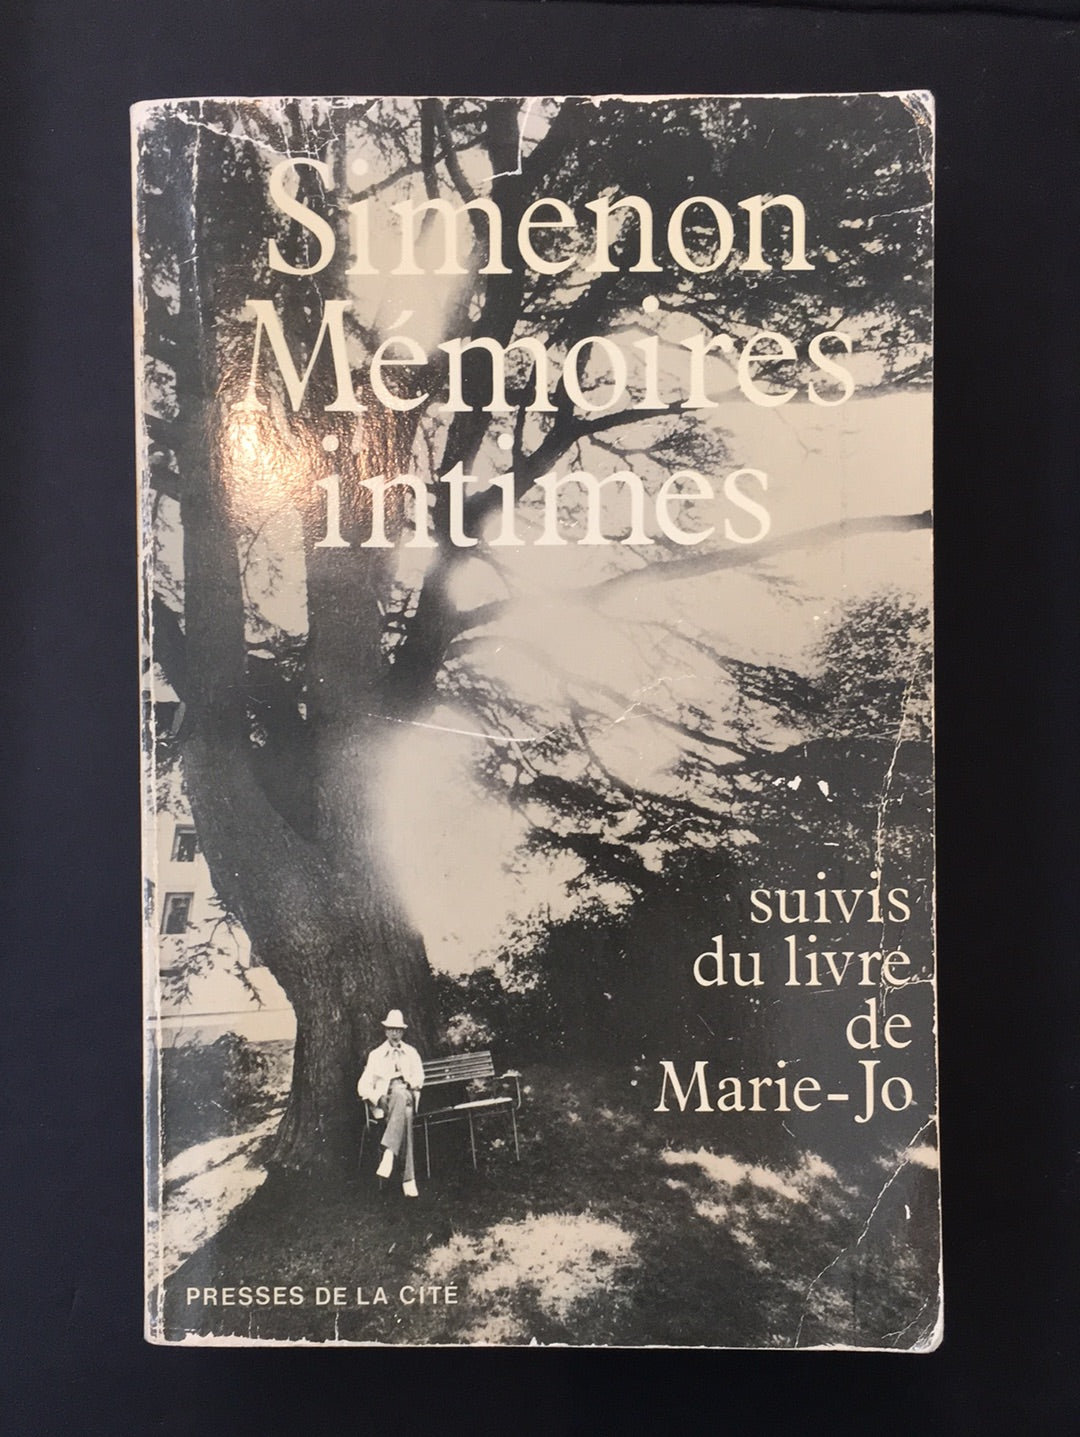 Simenon
Mémoires
intimes
suivis
du livre
de
Marie-Jo
PRESSES DE LA CITÉ